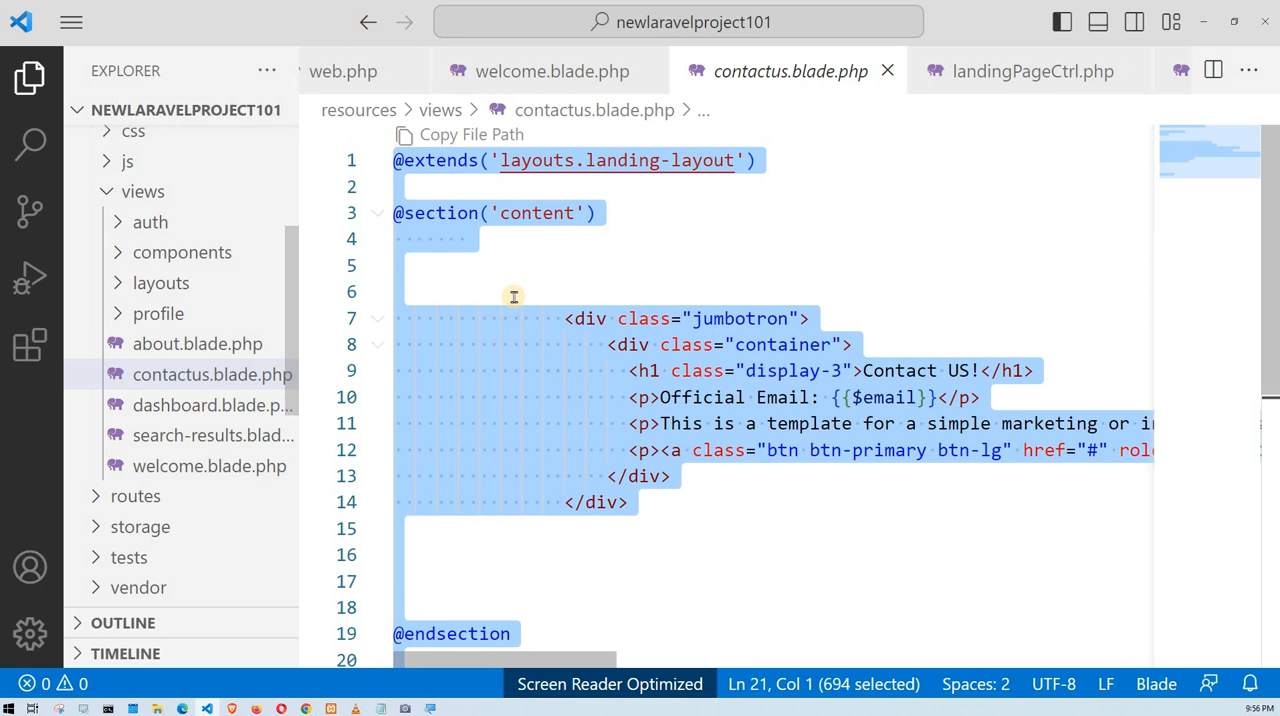 newlaravelproject101
EXPLORER
web.php
welcome.blade.php
contactus.blade.php
landingPageCtrl.php
NEWLARAVELPROJECT101
resources > views > contactus.blade.php > ...
css
js
views
auth
components
layouts
profile
about.blade.php
contactus.blade.php
dashboard.blade.p...
search-results.blad...
welcome.blade.php
routes
storage
tests
vendor
OUTLINE
TIMELINE
Copy File Path
1 @extends('layouts.landing-layout')
2
3 @section('content')
4
5
6
7 <div class="jumbotron">
8 <div class="container">
9 <h1 class="display-3">Contact US!</h1>
10 <p>Official Email: {{$email}}</p>
11 <p>This is a template for a simple marketing or in
12 <p><a class="btn btn-primary btn-lg" href="#" role
13 </div>
14 </div>
15
16
17
18
19 @endsection
20
0 0
Screen Reader Optimized
Ln 21, Col 1 (694 selected)
Spaces: 2
UTF-8
LF
Blade
9:56 PM